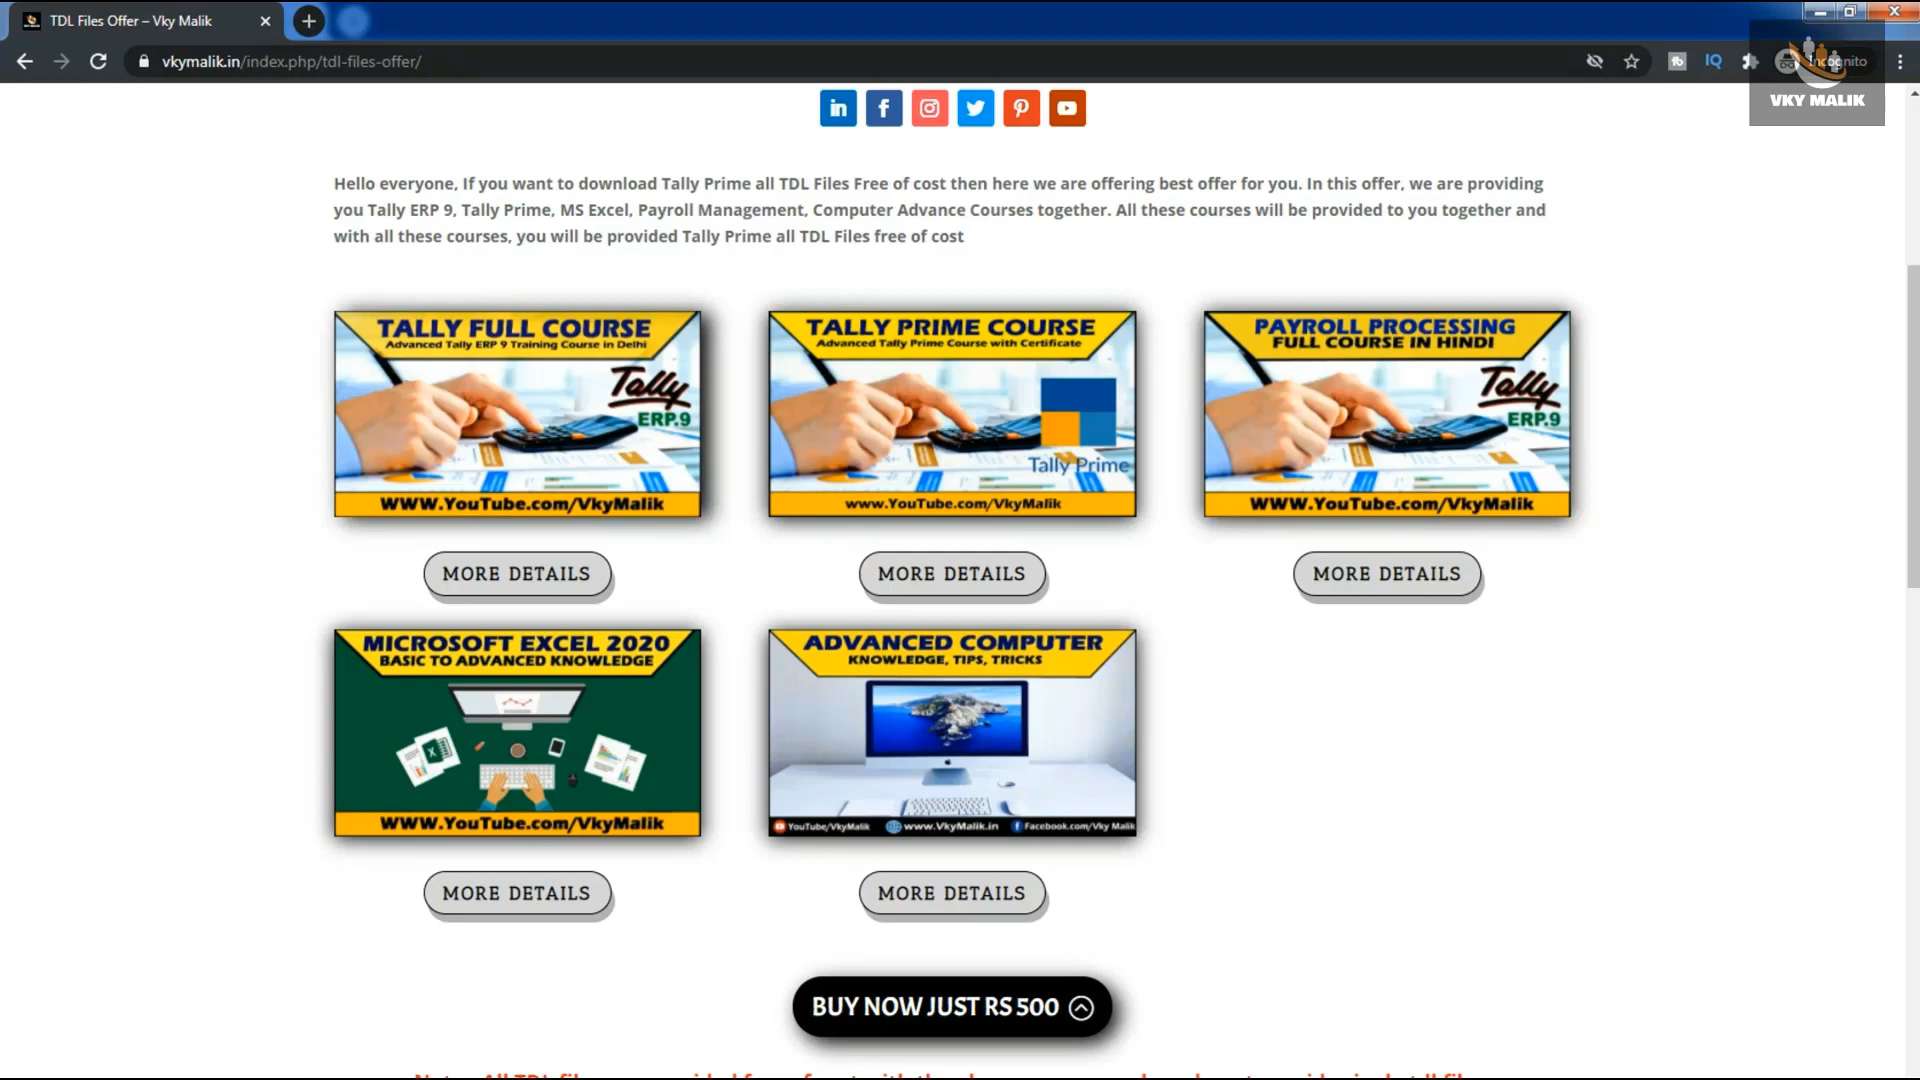 TDL Files Offer – Vky Malik
vkymalik.in/index.php/tdl-files-offer/
Incognito
VKY MALIK
Hello everyone, If you want to download Tally Prime all TDL Files Free of cost then here we are offering best offer for you. In this offer, we are providing
you Tally ERP 9, Tally Prime, MS Excel, Payroll Management, Computer Advance Courses together. All these courses will be provided to you together and
with all these courses, you will be provided Tally Prime all TDL Files free of cost
TALLY FULL COURSE
Advanced Tally ERP 9 Training Course in Delhi
Tally
ERP.9
WWW.YouTube.com/VkyMalik
TALLY PRIME COURSE
Advanced Tally Prime Course with Certificate
Tally Prime
www.YouTube.com/VkyMalik
PAYROLL PROCESSING
FULL COURSE IN HINDI
Tally
ERP.9
WWW.YouTube.com/VkyMalik
MORE DETAILS
MORE DETAILS
MORE DETAILS
MICROSOFT EXCEL 2020
BASIC TO ADVANCED KNOWLEDGE
WWW.YouTube.com/VkyMalik
ADVANCED COMPUTER
KNOWLEDGE, TIPS, TRICKS
YouTube/VkyMalik
www.VkyMalik.in
Facebook.com/Vky Malik
MORE DETAILS
MORE DETAILS
BUY NOW JUST RS 500